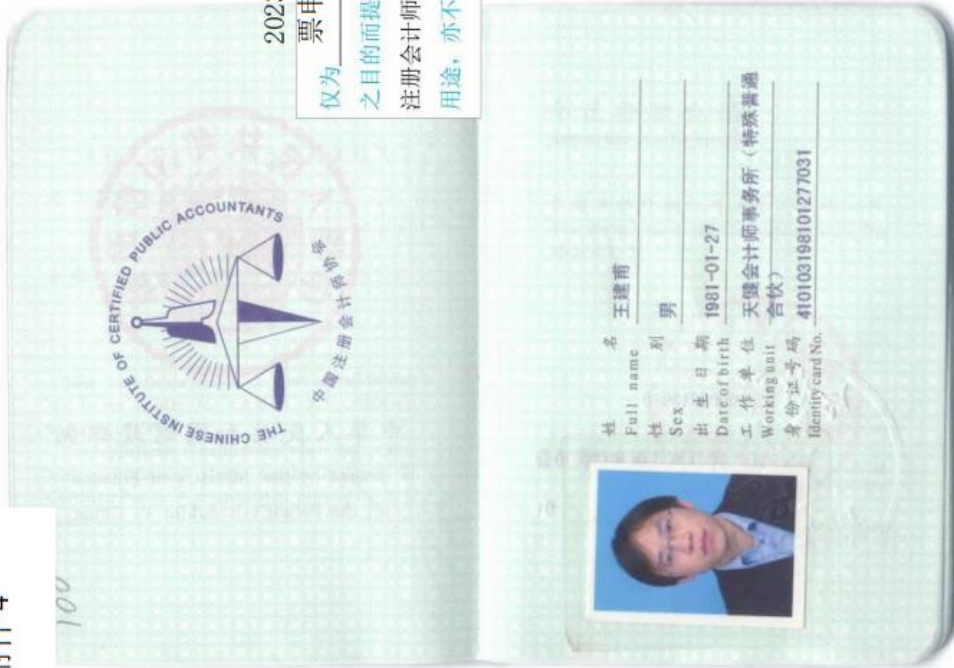 附件 4
100
THE CHINESE INSTITUTE OF CERTIFIED PUBLIC ACCOUNTANTS
中国注册会计师协会
2023
票申
仅为
之目的而提
注册会计师
用途，亦不
姓 名 王建甫
Full name
性 别 男
Sex
出 生 日 期 1981-01-27
Date of birth
工 作 单 位 天健会计师事务所（特殊普通
Working unit 合伙）
身 份 证 号 码 410103198101277031
Identity card No.